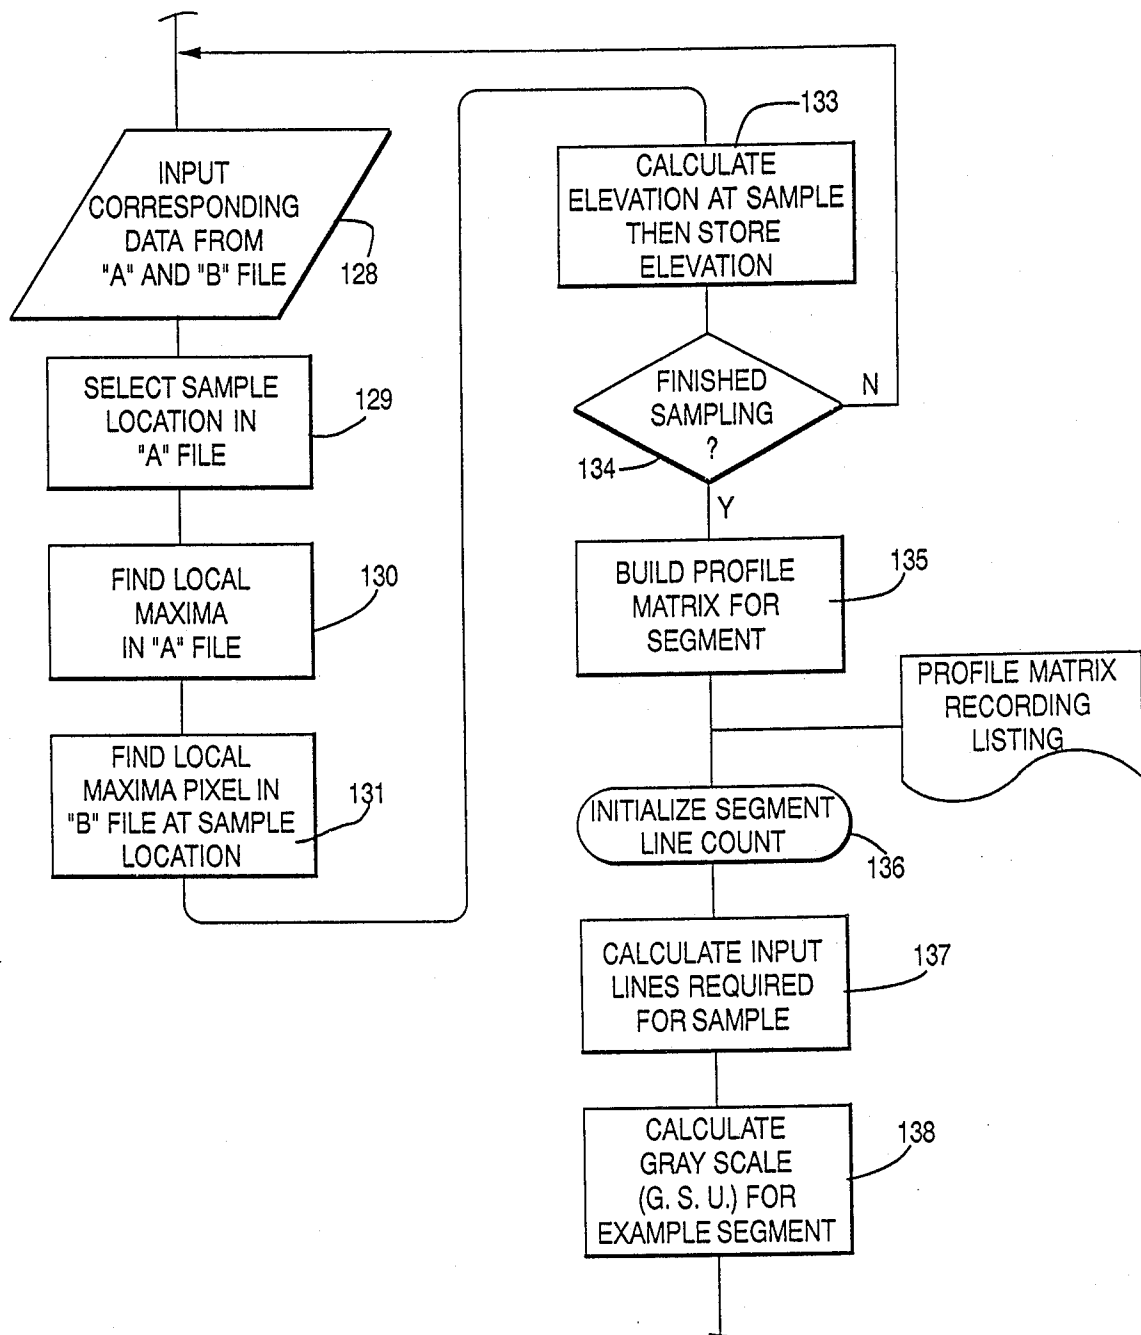 INPUT
CORRESPONDING
DATA FROM
"A" AND "B" FILE
128
SELECT SAMPLE
LOCATION IN
"A" FILE
129
FIND LOCAL
MAXIMA
IN "A" FILE
130
FIND LOCAL
MAXIMA PIXEL IN
"B" FILE AT SAMPLE
LOCATION
131
133
CALCULATE
ELEVATION AT SAMPLE
THEN STORE
ELEVATION
FINISHED
SAMPLING
?
N
134
Y
BUILD PROFILE
MATRIX FOR
SEGMENT
135
PROFILE MATRIX
RECORDING
LISTING
INITIALIZE SEGMENT
LINE COUNT
136
CALCULATE INPUT
LINES REQUIRED
FOR SAMPLE
137
CALCULATE
GRAY SCALE
(G. S. U.) FOR
EXAMPLE SEGMENT
138